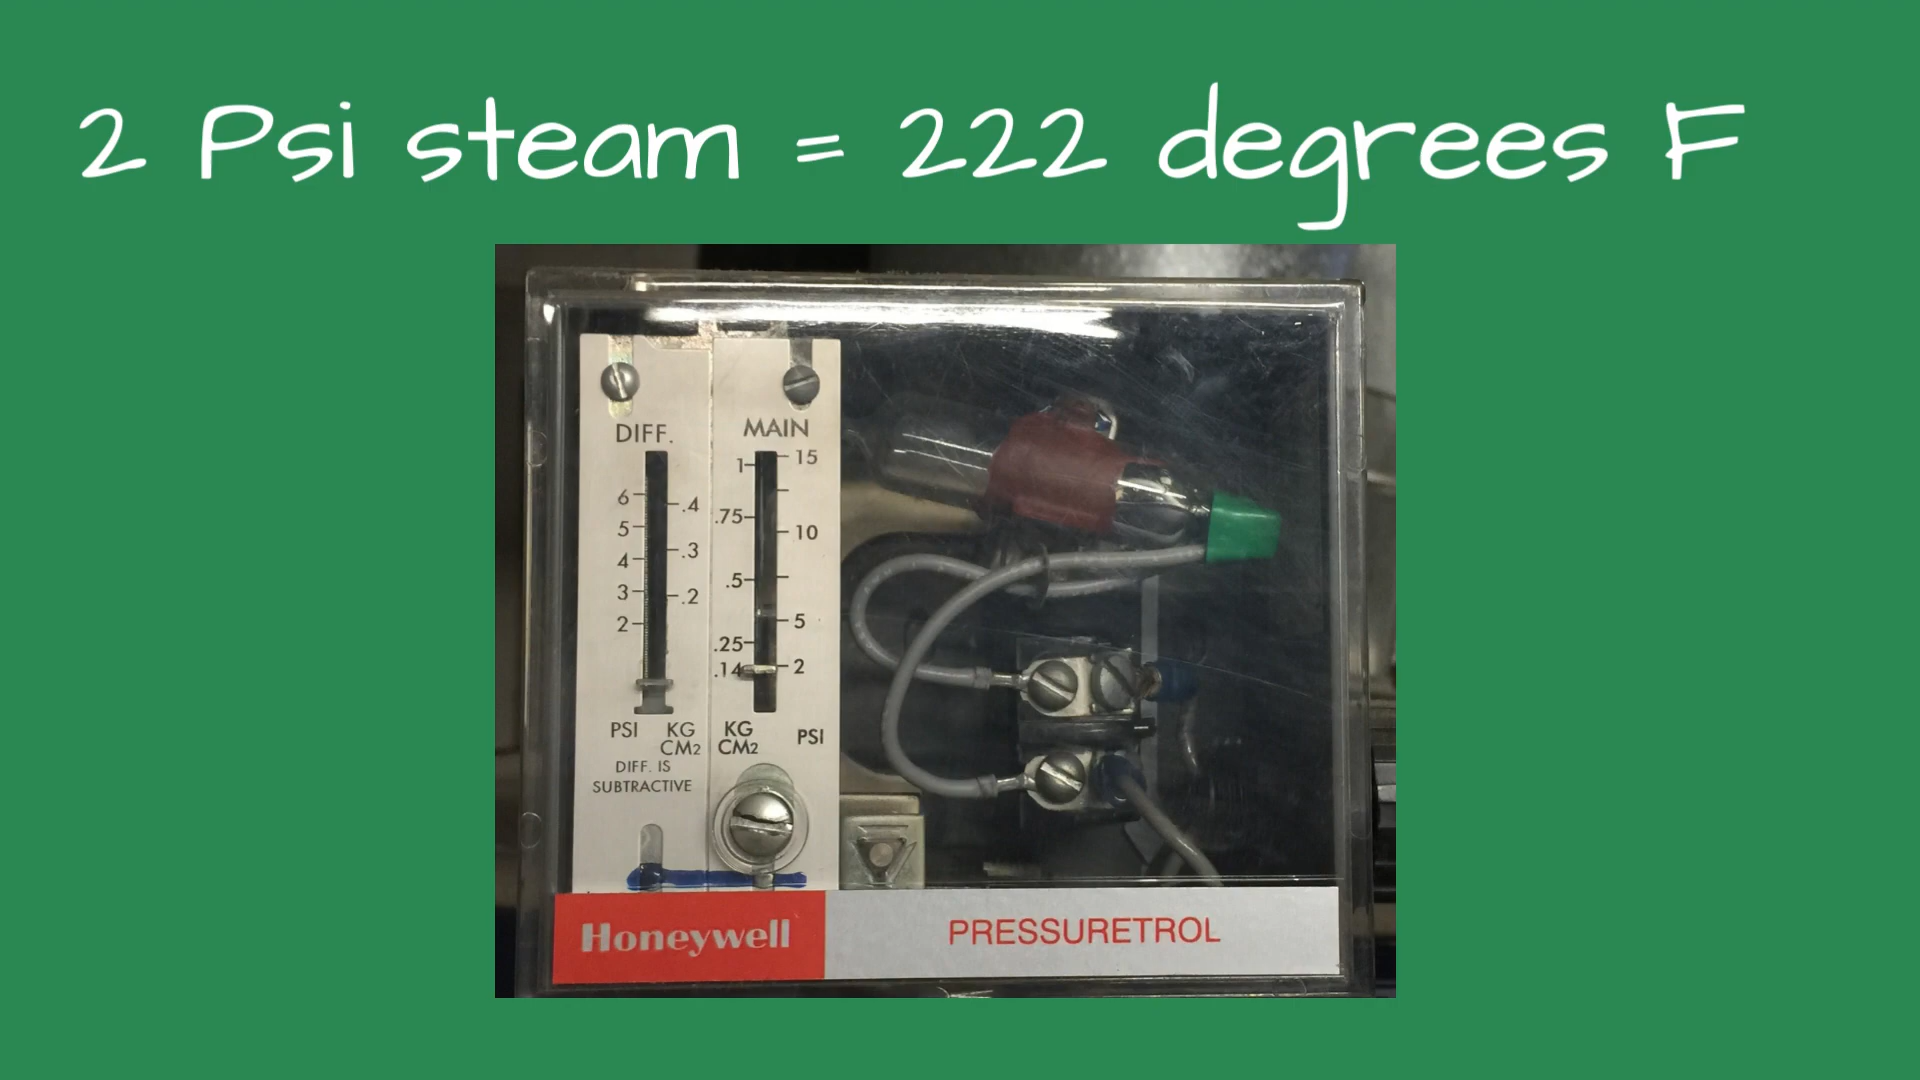 2 Psi steam = 222 degrees F
DIFF.
6
5
4
3
2
.4
.3
.2
PSI KG CM2
DIFF. IS
SUBTRACTIVE
MAIN
1
.75
.5
.25
.14
15
10
5
2
KG CM2 PSI
Honeywell
PRESSURETROL